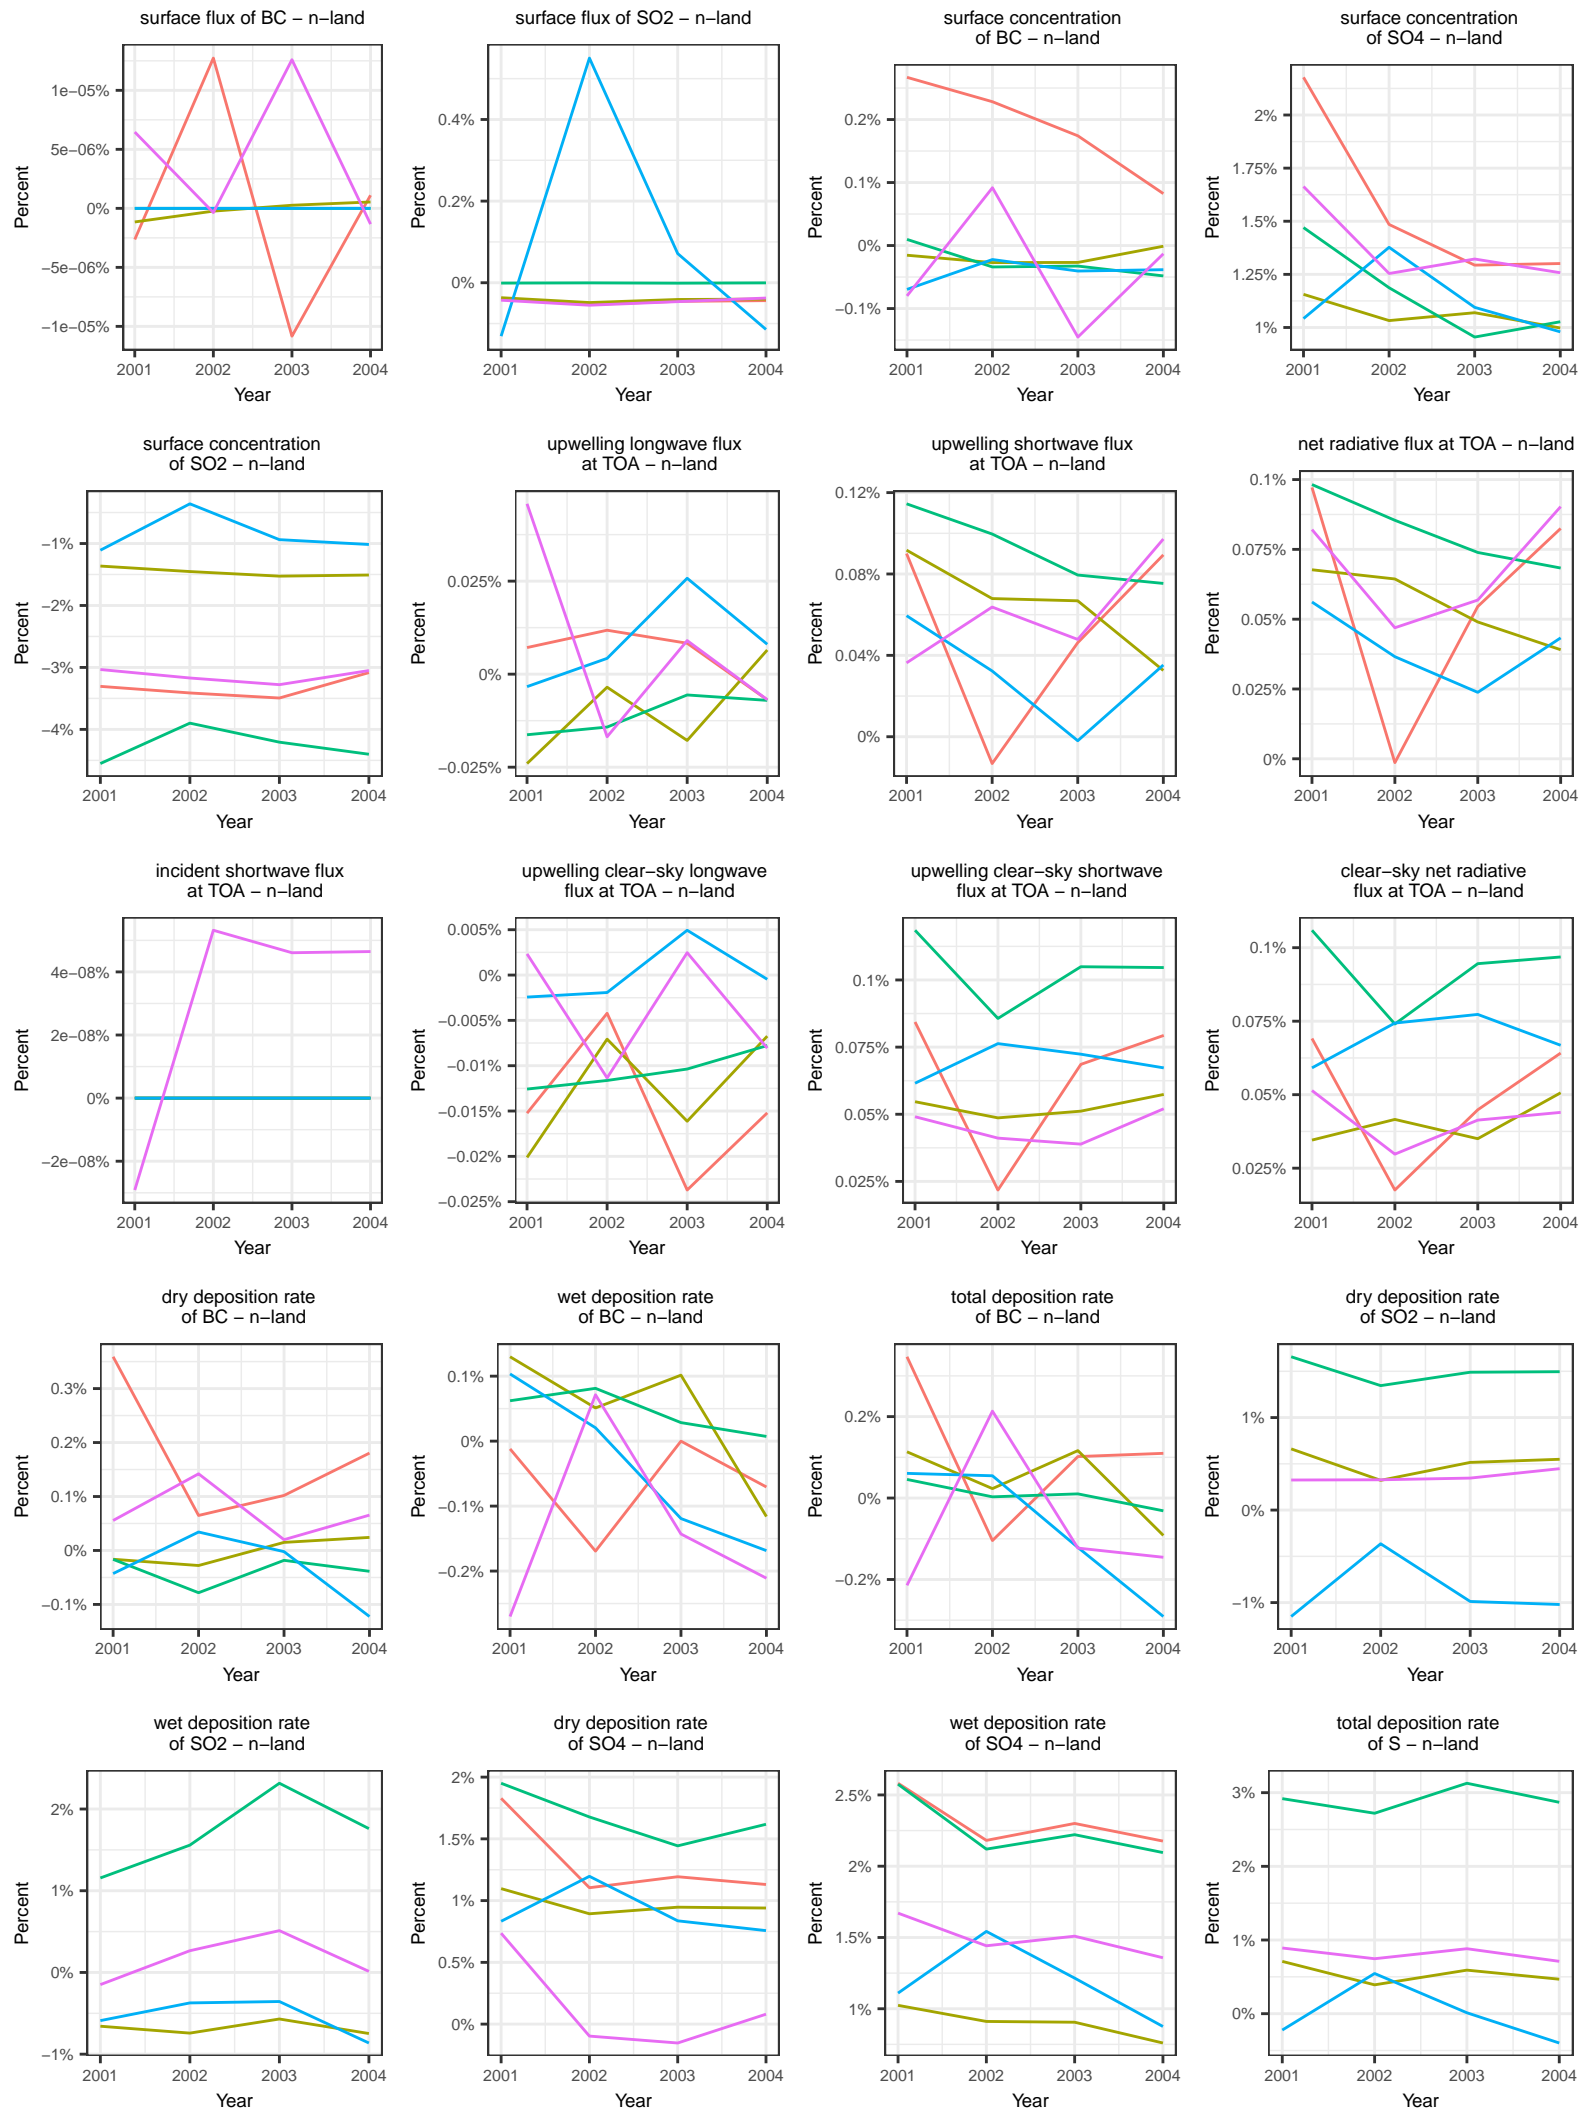 surface flux of BC − n−land
Percent
1e−05%
5e−06%
0%
−5e−06%
−1e−05%
2001 2002 2003 2004
Year
surface flux of SO2 − n−land
Percent
0.4%
0.2%
0%
2001 2002 2003 2004
Year
surface concentration
of BC − n−land
Percent
0.2%
0.1%
0%
−0.1%
2001 2002 2003 2004
Year
surface concentration
of SO4 − n−land
Percent
2%
1.75%
1.5%
1.25%
1%
2001 2002 2003 2004
Year
surface concentration
of SO2 − n−land
Percent
−1%
−2%
−3%
−4%
2001 2002 2003 2004
Year
upwelling longwave flux
at TOA − n−land
Percent
0.025%
0%
−0.025%
2001 2002 2003 2004
Year
upwelling shortwave flux
at TOA − n−land
Percent
0.12%
0.08%
0.04%
0%
2001 2002 2003 2004
Year
net radiative flux at TOA − n−land
Percent
0.1%
0.075%
0.05%
0.025%
0%
2001 2002 2003 2004
Year
incident shortwave flux
at TOA − n−land
Percent
4e−08%
2e−08%
0%
−2e−08%
2001 2002 2003 2004
Year
upwelling clear−sky longwave
flux at TOA − n−land
Percent
0.005%
0%
−0.005%
−0.01%
−0.015%
−0.02%
−0.025%
2001 2002 2003 2004
Year
upwelling clear−sky shortwave
flux at TOA − n−land
Percent
0.1%
0.075%
0.05%
0.025%
2001 2002 2003 2004
Year
clear−sky net radiative
flux at TOA − n−land
Percent
0.1%
0.075%
0.05%
0.025%
2001 2002 2003 2004
Year
dry deposition rate
of BC − n−land
Percent
0.3%
0.2%
0.1%
0%
−0.1%
2001 2002 2003 2004
Year
wet deposition rate
of BC − n−land
Percent
0.1%
0%
−0.1%
−0.2%
2001 2002 2003 2004
Year
total deposition rate
of BC − n−land
Percent
0.2%
0%
−0.2%
2001 2002 2003 2004
Year
dry deposition rate
of SO2 − n−land
Percent
1%
0%
−1%
2001 2002 2003 2004
Year
wet deposition rate
of SO2 − n−land
Percent
2%
1%
0%
−1%
2001 2002 2003 2004
Year
dry deposition rate
of SO4 − n−land
Percent
2%
1.5%
1%
0.5%
0%
2001 2002 2003 2004
Year
wet deposition rate
of SO4 − n−land
Percent
2.5%
2%
1.5%
1%
2001 2002 2003 2004
Year
total deposition rate
of S − n−land
Percent
3%
2%
1%
0%
2001 2002 2003 2004
Year